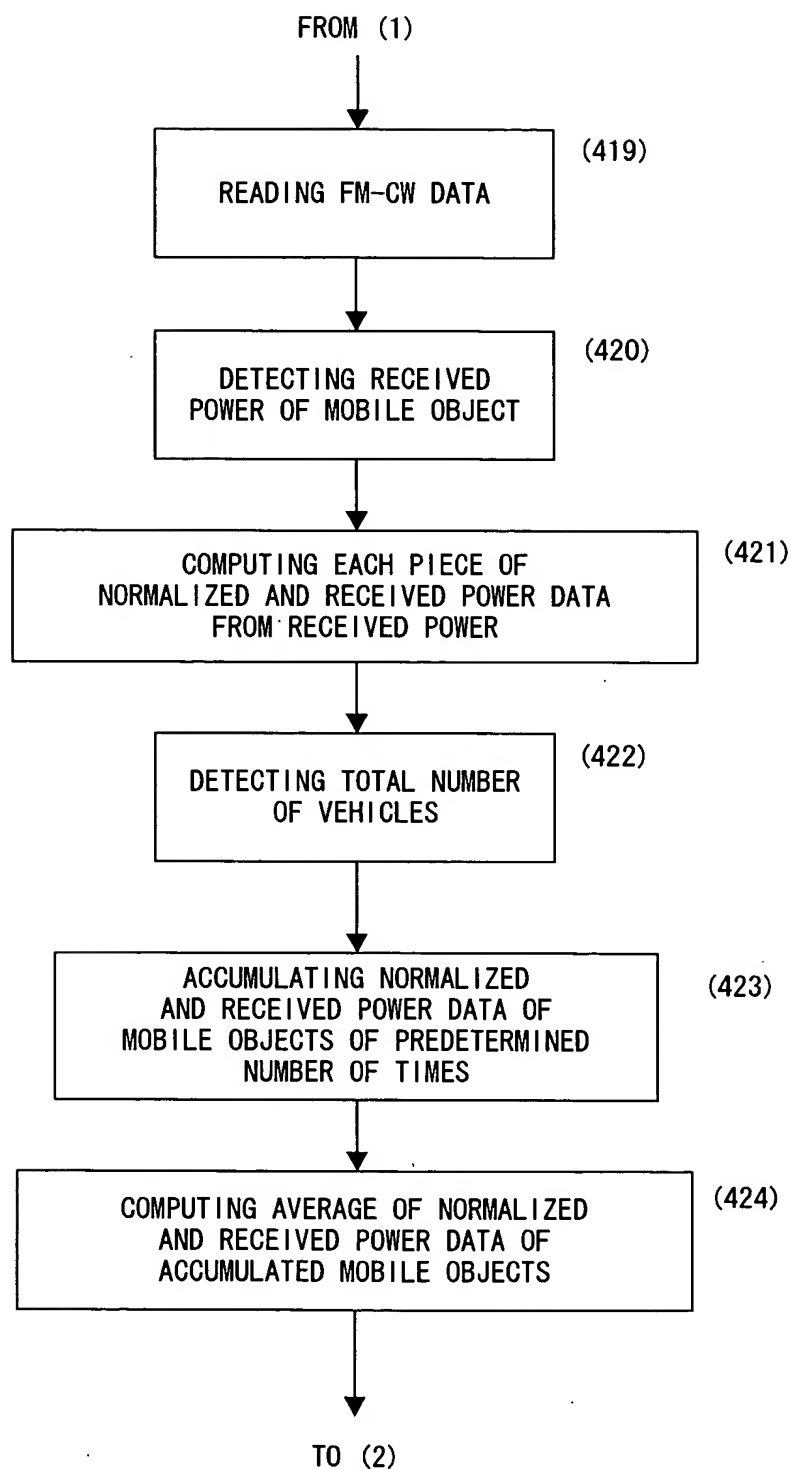 FROM (1)
(419)
READING FM-CW DATA
(420)
DETECTING RECEIVED
POWER OF MOBILE OBJECT
(421)
COMPUTING EACH PIECE OF
NORMALIZED AND RECEIVED POWER DATA
FROM RECEIVED POWER
(422)
DETECTING TOTAL NUMBER
OF VEHICLES
(423)
ACCUMULATING NORMALIZED
AND RECEIVED POWER DATA OF
MOBILE OBJECTS OF PREDETERMINED
NUMBER OF TIMES
(424)
COMPUTING AVERAGE OF NORMALIZED
AND RECEIVED POWER DATA OF
ACCUMULATED MOBILE OBJECTS
TO (2)